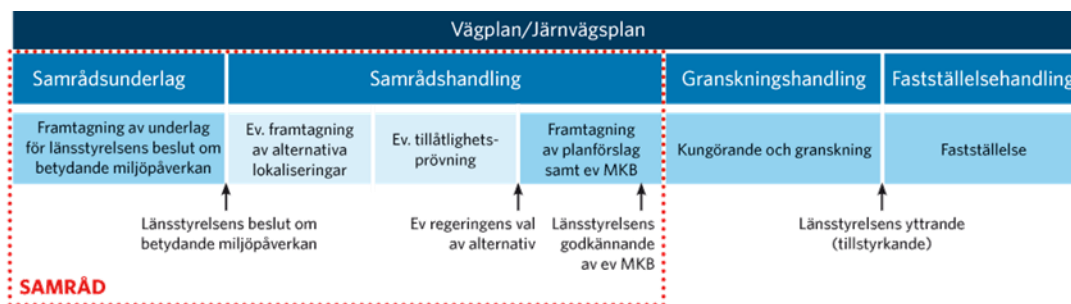 Vägplan/Järnvägsplan
Samrådsunderlag
Samrådshandling
Granskningshandling
Fastställelsehandling
Framtagning av underlag
för länsstyrelsens beslut om
betydande miljöpåverkan
Ev. framtagning
av alternativa
lokaliseringar
Ev. tillåtlighets-
prövning
Framtagning
av planförslag
samt ev MKB
Kungörande och granskning
Fastställelse
Länsstyrelsens beslut om
betydande miljöpåverkan
Ev regeringens val
av alternativ
Länsstyrelsens
godkännande
av ev MKB
Länsstyrelsens yttrande
(tillstyrkande)
SAMRÅD